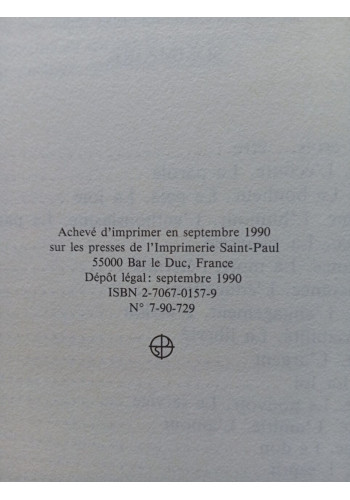 Achevé d'imprimer en septembre 1990
sur les presses de l'Imprimerie Saint-Paul
55000 Bar le Duc, France
Dépôt légal : septembre 1990
ISBN 2-7067-0157-9
N° 7-90-729